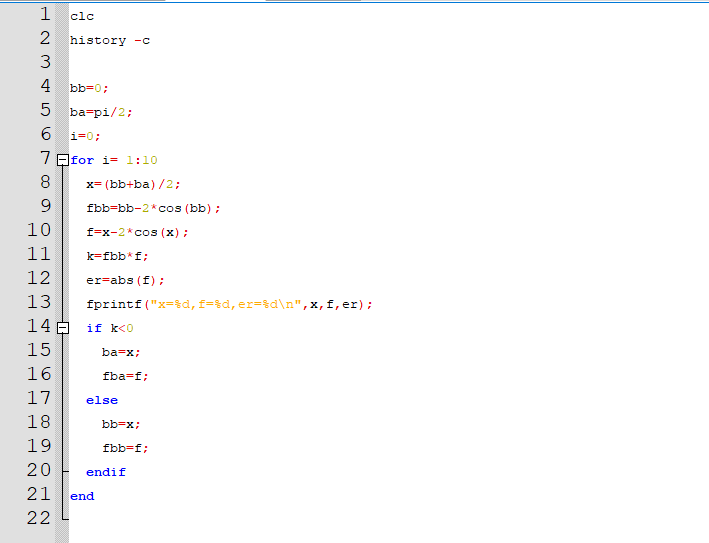 1 clc
2 history -c
3
4 bb=0;
5 ba=pi/2;
6 i=0;
7 for i= 1:10
8 x=(bb+ba)/2;
9 fbb=bb-2*cos(bb);
10 f=x-2*cos(x);
11 k=fbb*f;
12 er=abs(f);
13 fprintf("x=%d,f=%d,er=%d\n",x,f,er);
14 if k<0
15 ba=x;
16 fba=f;
17 else
18 bb=x;
19 fbb=f;
20 endif
21 end
22